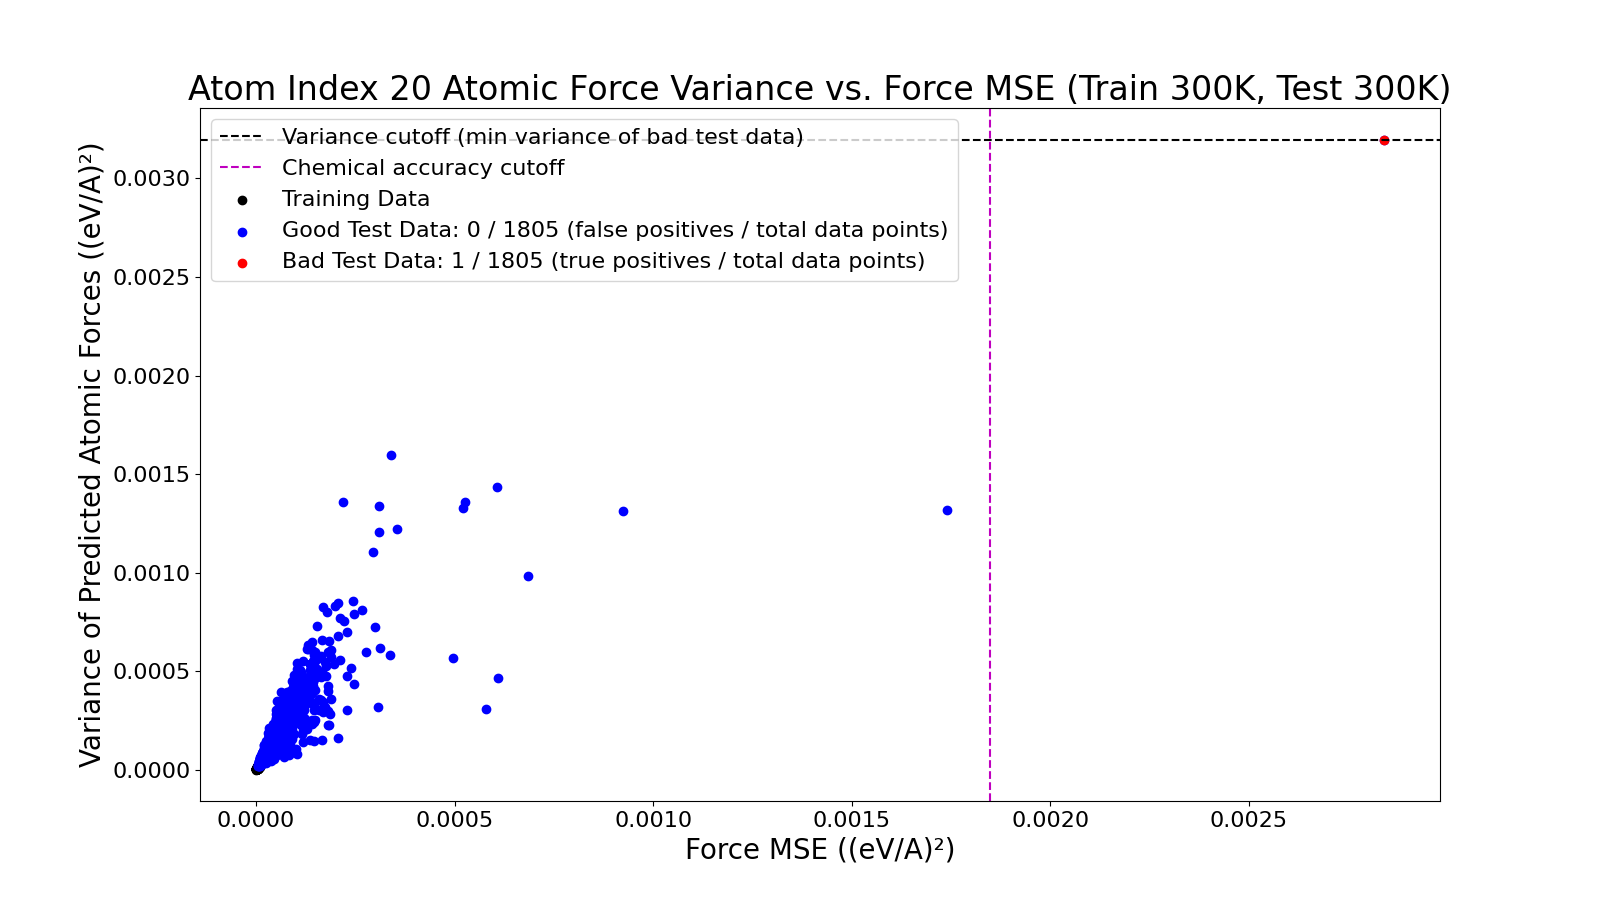 Atom Index 20 Atomic Force Variance vs. Force MSE (Train 300K, Test 300K)
Variance cutoff (min variance of bad test data)
Chemical accuracy cutoff
Training Data
Good Test Data: 0 / 1805 (false positives / total data points)
Bad Test Data: 1 / 1805 (true positives / total data points)
Variance of Predicted Atomic Forces ((eV/A)²)
0.0030
0.0025
0.0020
0.0015
0.0010
0.0005
0.0000
0.0000 0.0005 0.0010 0.0015 0.0020 0.0025
Force MSE ((eV/A)²)